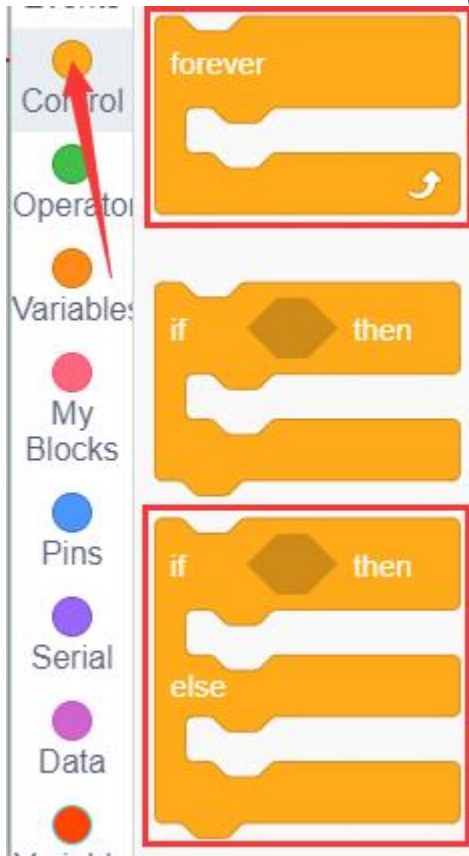 Control
forever
Operator
Variables
if then
My
Blocks
Pins
if then
Serial
else
Data